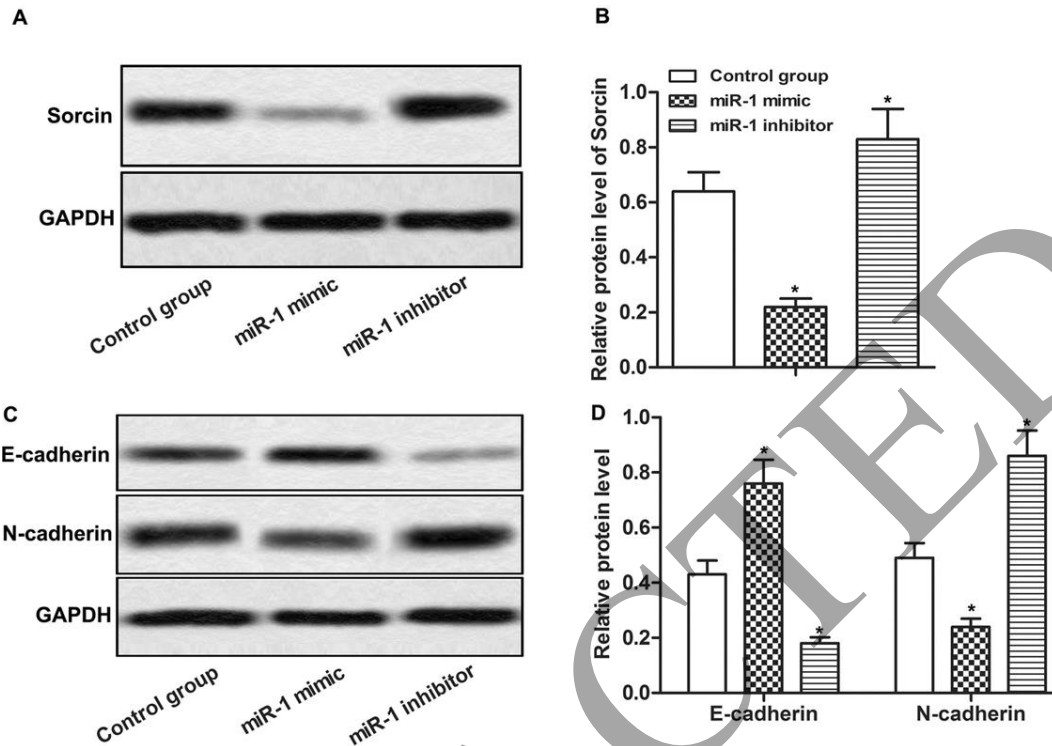 A
Sorcin
GAPDH
Control group
miR-1 mimic
miR-1 inhibitor
B
Relative protein level of Sorcin
1.0
0.8
0.6
0.4
0.2
0.0
Control group
miR-1 mimic
miR-1 inhibitor
*
*
C
E-cadherin
N-cadherin
GAPDH
Control group
miR-1 mimic
miR-1 inhibitor
D
Relative protein level
1.0
0.8
0.6
0.4
0.2
0.0
*
*
*
*
E-cadherin
N-cadherin
CTED